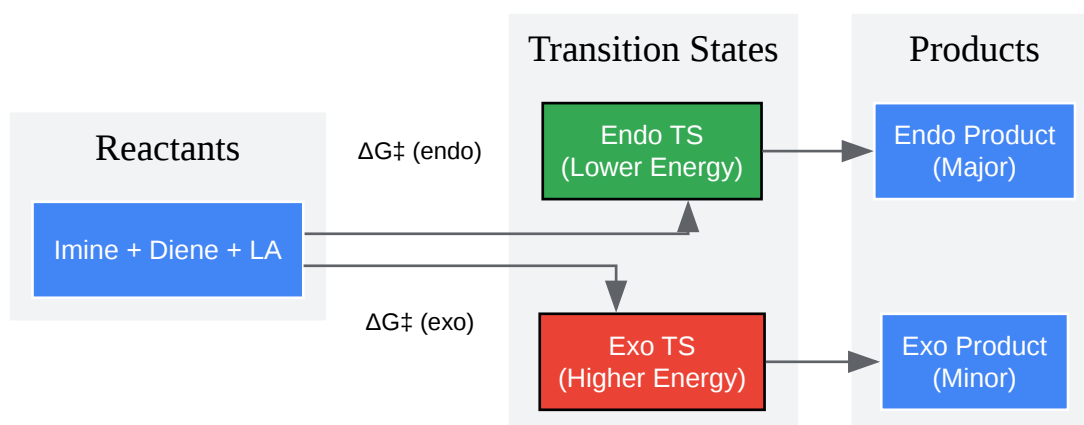 Reactants
Imine + Diene + LA
ΔG‡ (endo)
ΔG‡ (exo)
Transition States
Endo TS
(Lower Energy)
Exo TS
(Higher Energy)
Products
Endo Product
(Major)
Exo Product
(Minor)